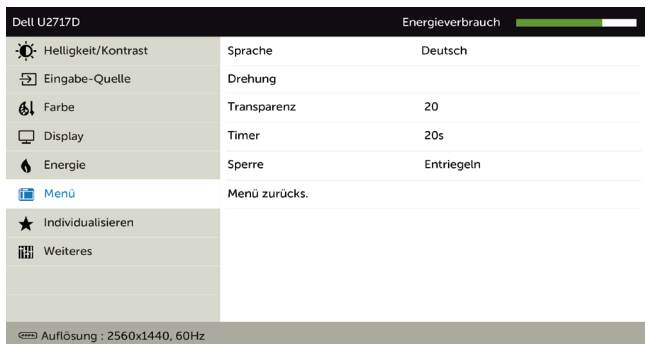 Dell U2717D Energieverbrauch
Helligkeit/Kontrast Sprache Deutsch
Eingabe-Quelle Drehung
Farbe Transparenz 20
Display Timer 20s
Energie Sperre Entriegeln
Menü Menü zurücks.
Individualisieren
Weiteres
Auflösung : 2560x1440, 60Hz